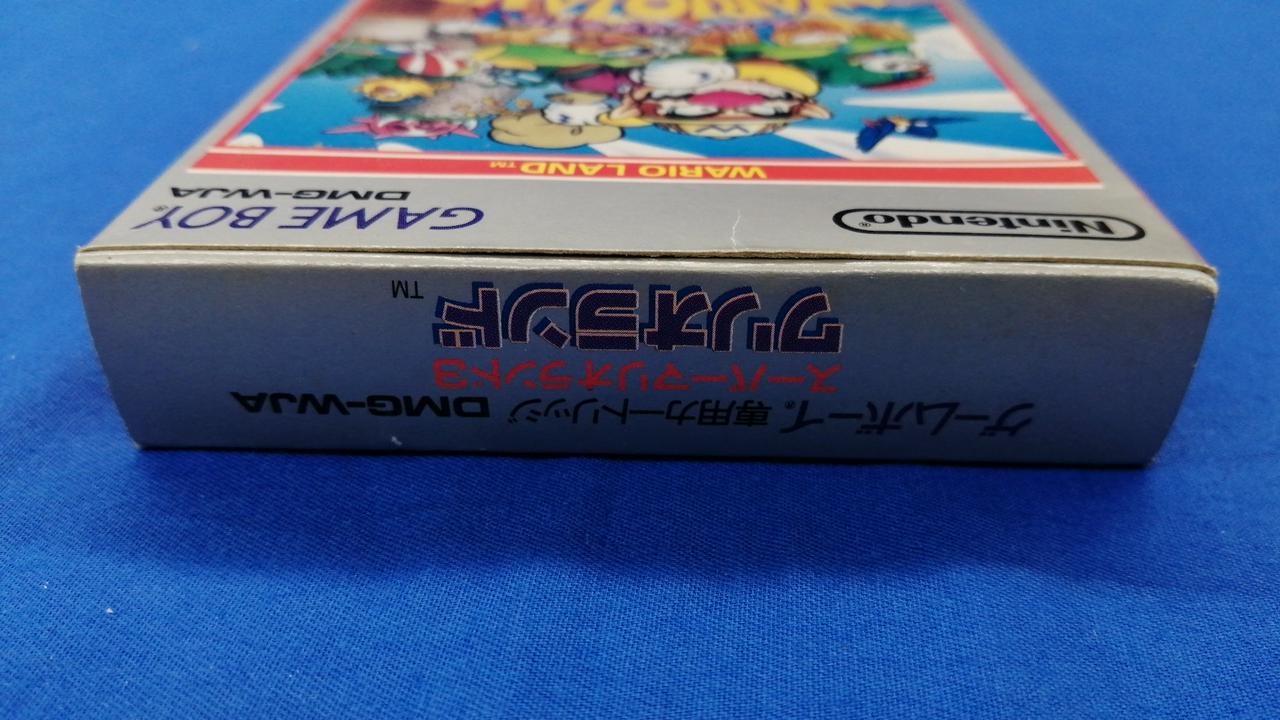 ゲームボーイ®専用カートリッジ DMG-WJA
スーパーマリオランド3
ワリオランド TM
Nintendo® GAME BOY®
DMG-WJA
WARIO LAND™